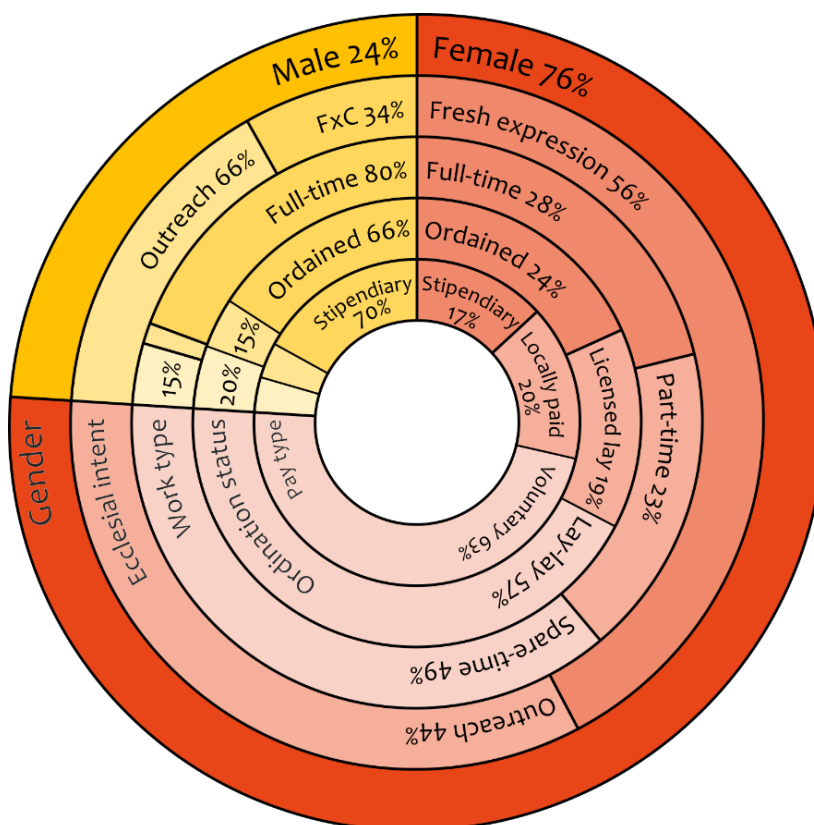 Male 24%
Female 76%
FxC 34%
Outreach 66%
Fresh expression 56%
Full-time 80%
Full-time 28%
Ordained 66%
Ordained 24%
Stipendiary
70%
Stipendiary
17%
15%
20%
15%
Locally paid
20%
Licensed lay 19%
Part-time 23%
Gender
Ecclesial intent
Work type
Ordination status
Pay type
Voluntary 63%
Lay-lay 57%
Spare-time 49%
Outreach 44%